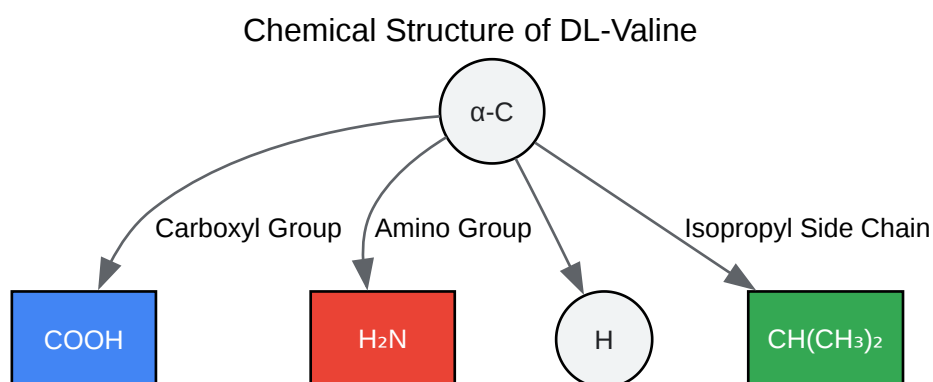 Chemical Structure of DL-Valine
α-C
Carboxyl Group
Amino Group
Isopropyl Side Chain
COOH
H₂N
H
CH(CH₃)₂